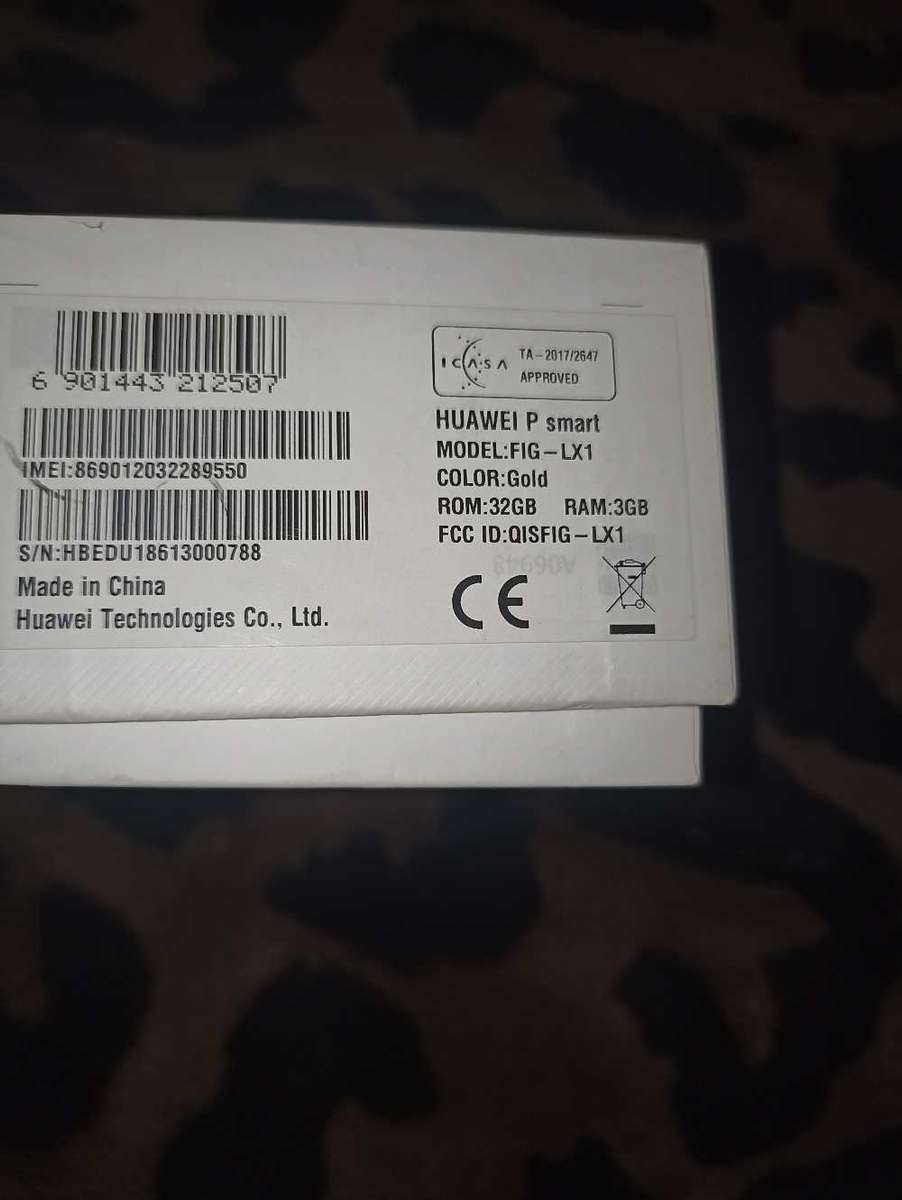 6 901443 212507
IMEI:869012032289550
S/N:HBEDU18613000788
Made in China
Huawei Technologies Co., Ltd.
ICASA
TA-2017/2647
APPROVED
HUAWEI P smart
MODEL:FIG-LX1
COLOR:Gold
ROM:32GB RAM:3GB
FCC ID:QISFIG-LX1
CE